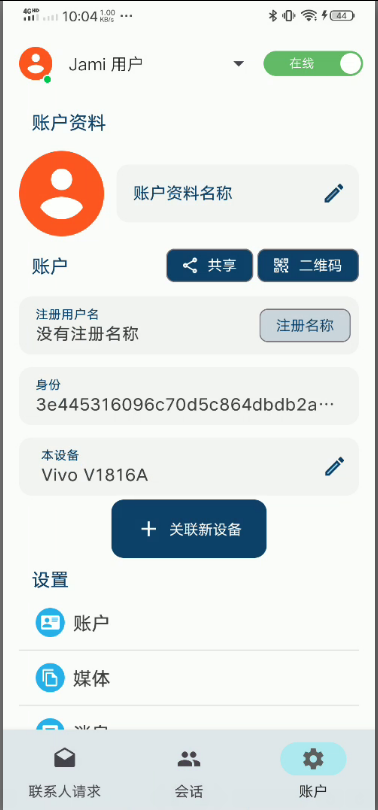 4G HD 10:04 1.00 KB/s ··· 44
Jami 用户 在线
账户资料
账户资料名称
账户 共享 二维码
注册用户名
没有注册名称 注册名称
身份
3e445316096c70d5c864dbdb2a···
本设备
Vivo V1816A
+ 关联新设备
设置
账户
媒体
联系人请求 会话 账户